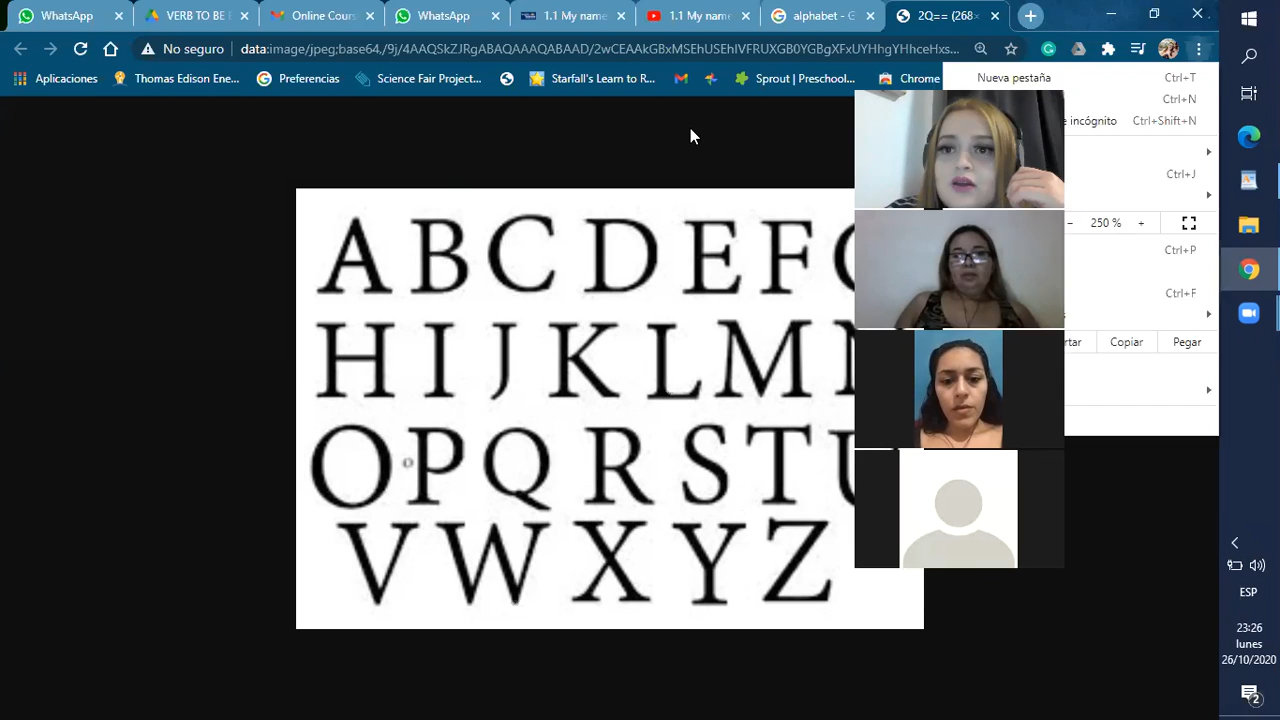 WhatsApp
VERB TO BE
Online Cours
WhatsApp
1.1 My name
1.1 My name
alphabet - G
2Q== (268×
No seguro
data:image/jpeg;base64,/9j/4AAQSkZJRgABAQAAAQABAAD/2wCEAAkGBxMSEhUSEhIVFRUXGB0YGBgXFxUYHhgYHhceHxs...
Aplicaciones
Thomas Edison Ene...
Preferencias
Science Fair Project...
Starfall's Learn to R...
Sprout | Preschool...
Chrome
Nueva pestaña
Ctrl+T
Ctrl+N
incógnito
Ctrl+Shift+N
Ctrl+J
− 250 % +
Ctrl+P
Ctrl+F
Copiar
Pegar
A B C D E F
H I J K L M
O P Q R S T
V W X Y Z
ESP
23:26
lunes
26/10/2020
2